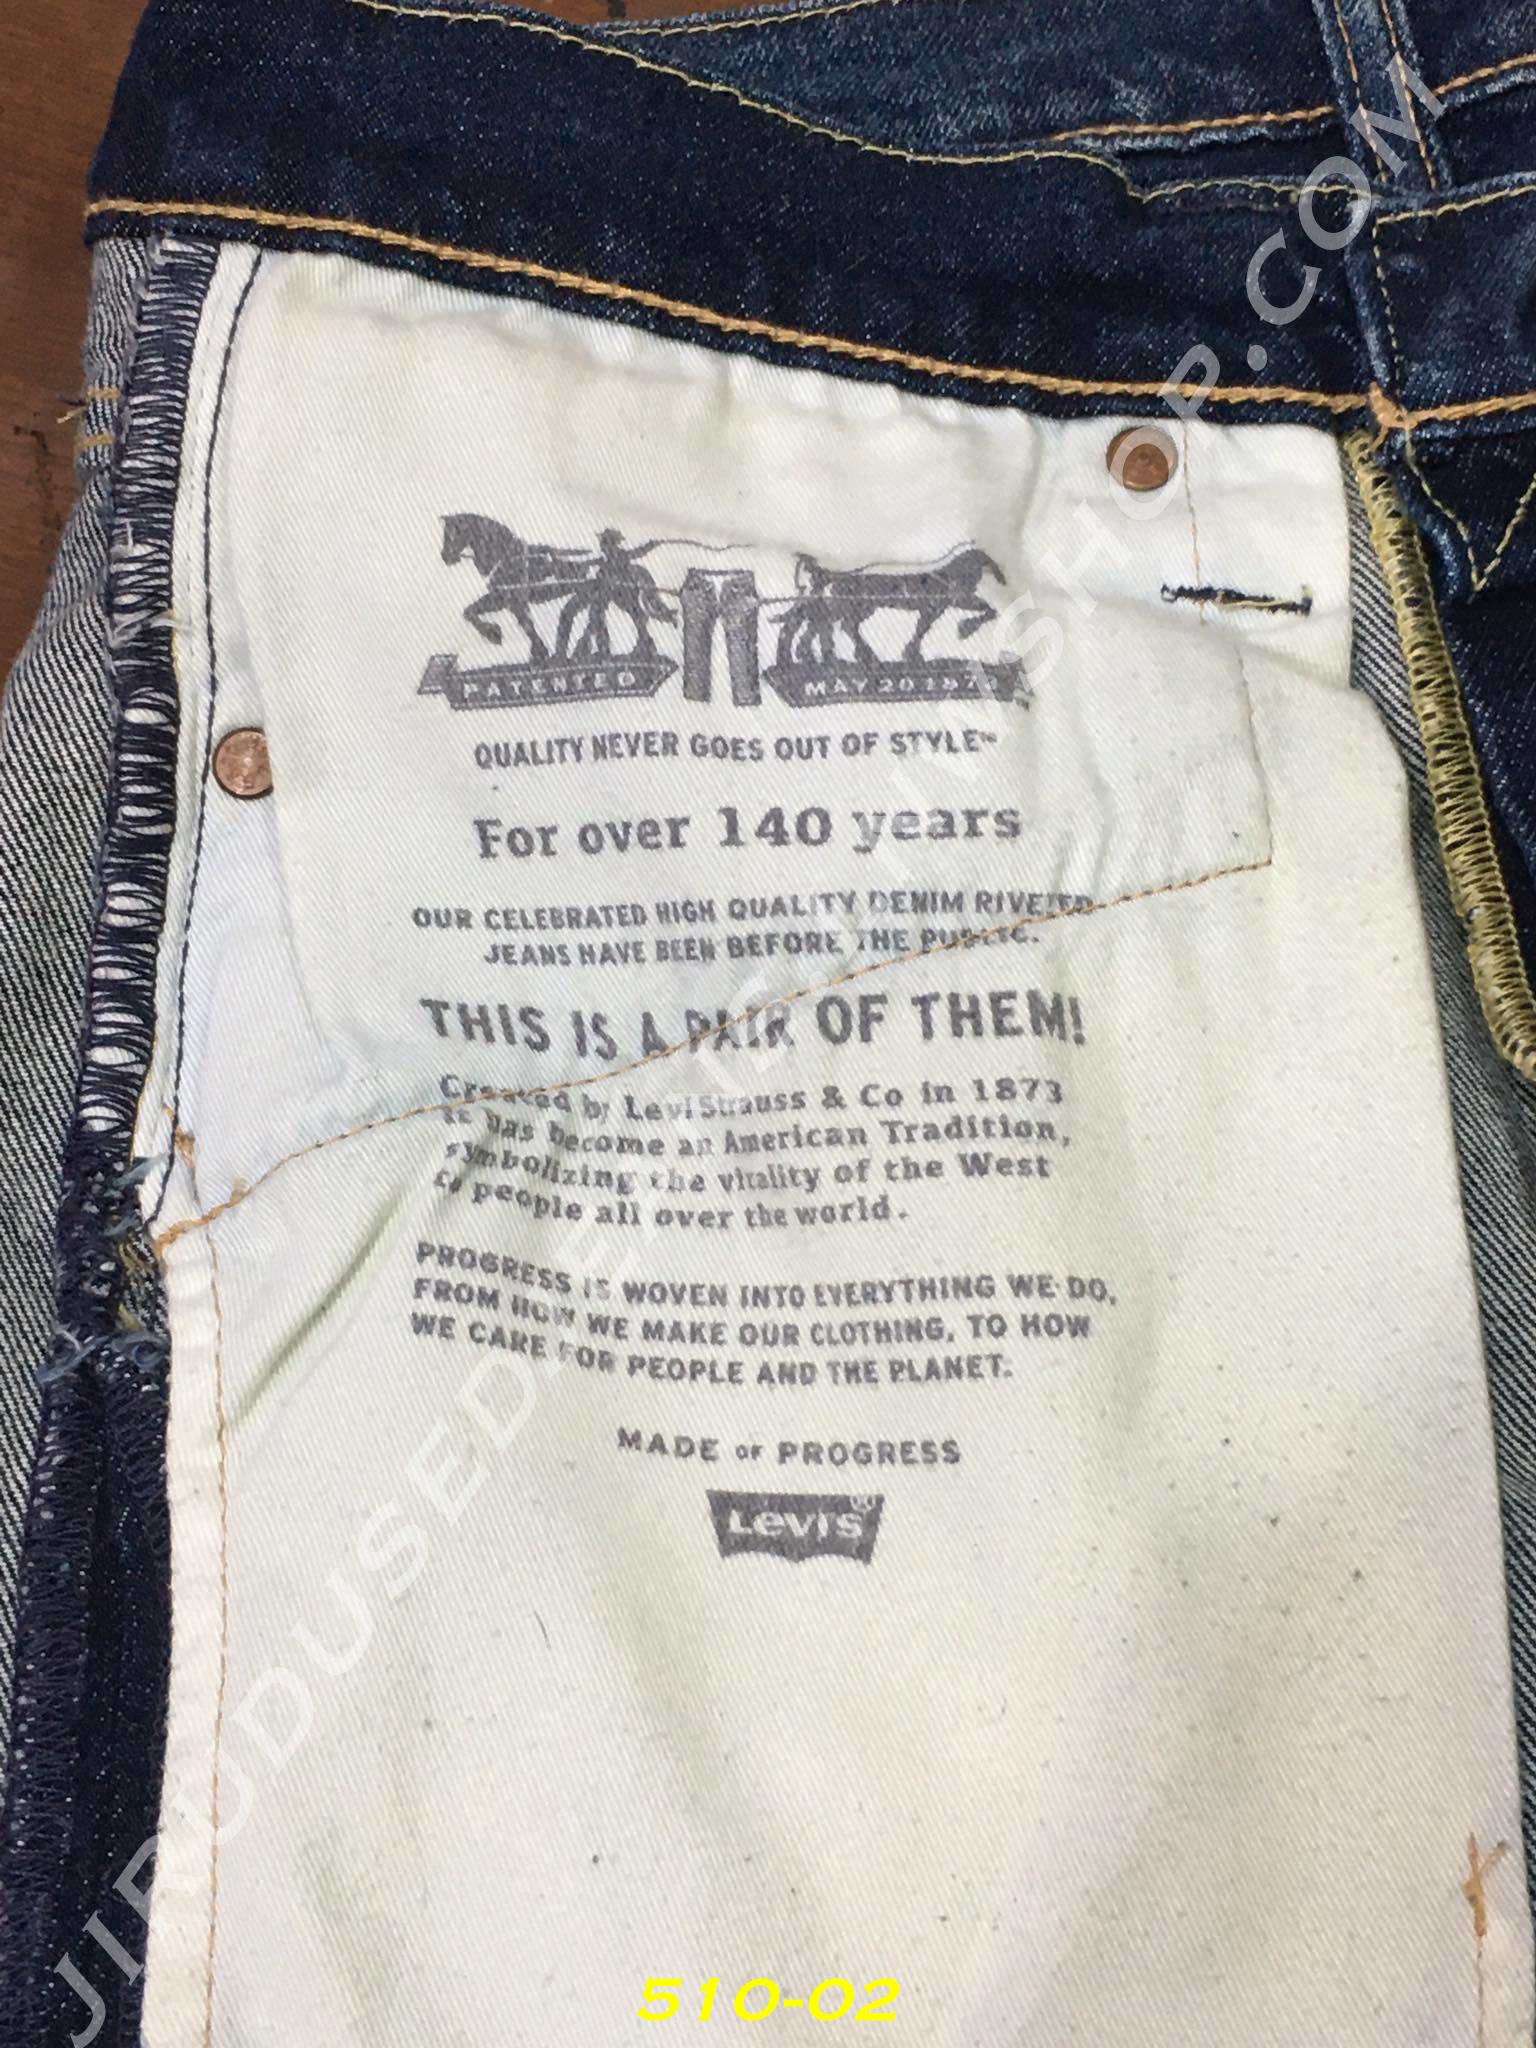 PATENTED MAY 20 1873
QUALITY NEVER GOES OUT OF STYLE™
For over 140 years
OUR CELEBRATED HIGH QUALITY DENIM RIVETED
JEANS HAVE BEEN BEFORE THE PUBLIC.
THIS IS A PAIR OF THEM!
Created by Levi Strauss & Co in 1873
it has become an American Tradition,
symbolizing the vitality of the West
to people all over the world.
PROGRESS IS WOVEN INTO EVERYTHING WE DO,
FROM HOW WE MAKE OUR CLOTHING, TO HOW
WE CARE FOR PEOPLE AND THE PLANET.
MADE OF PROGRESS
LEVI'S®
510-02